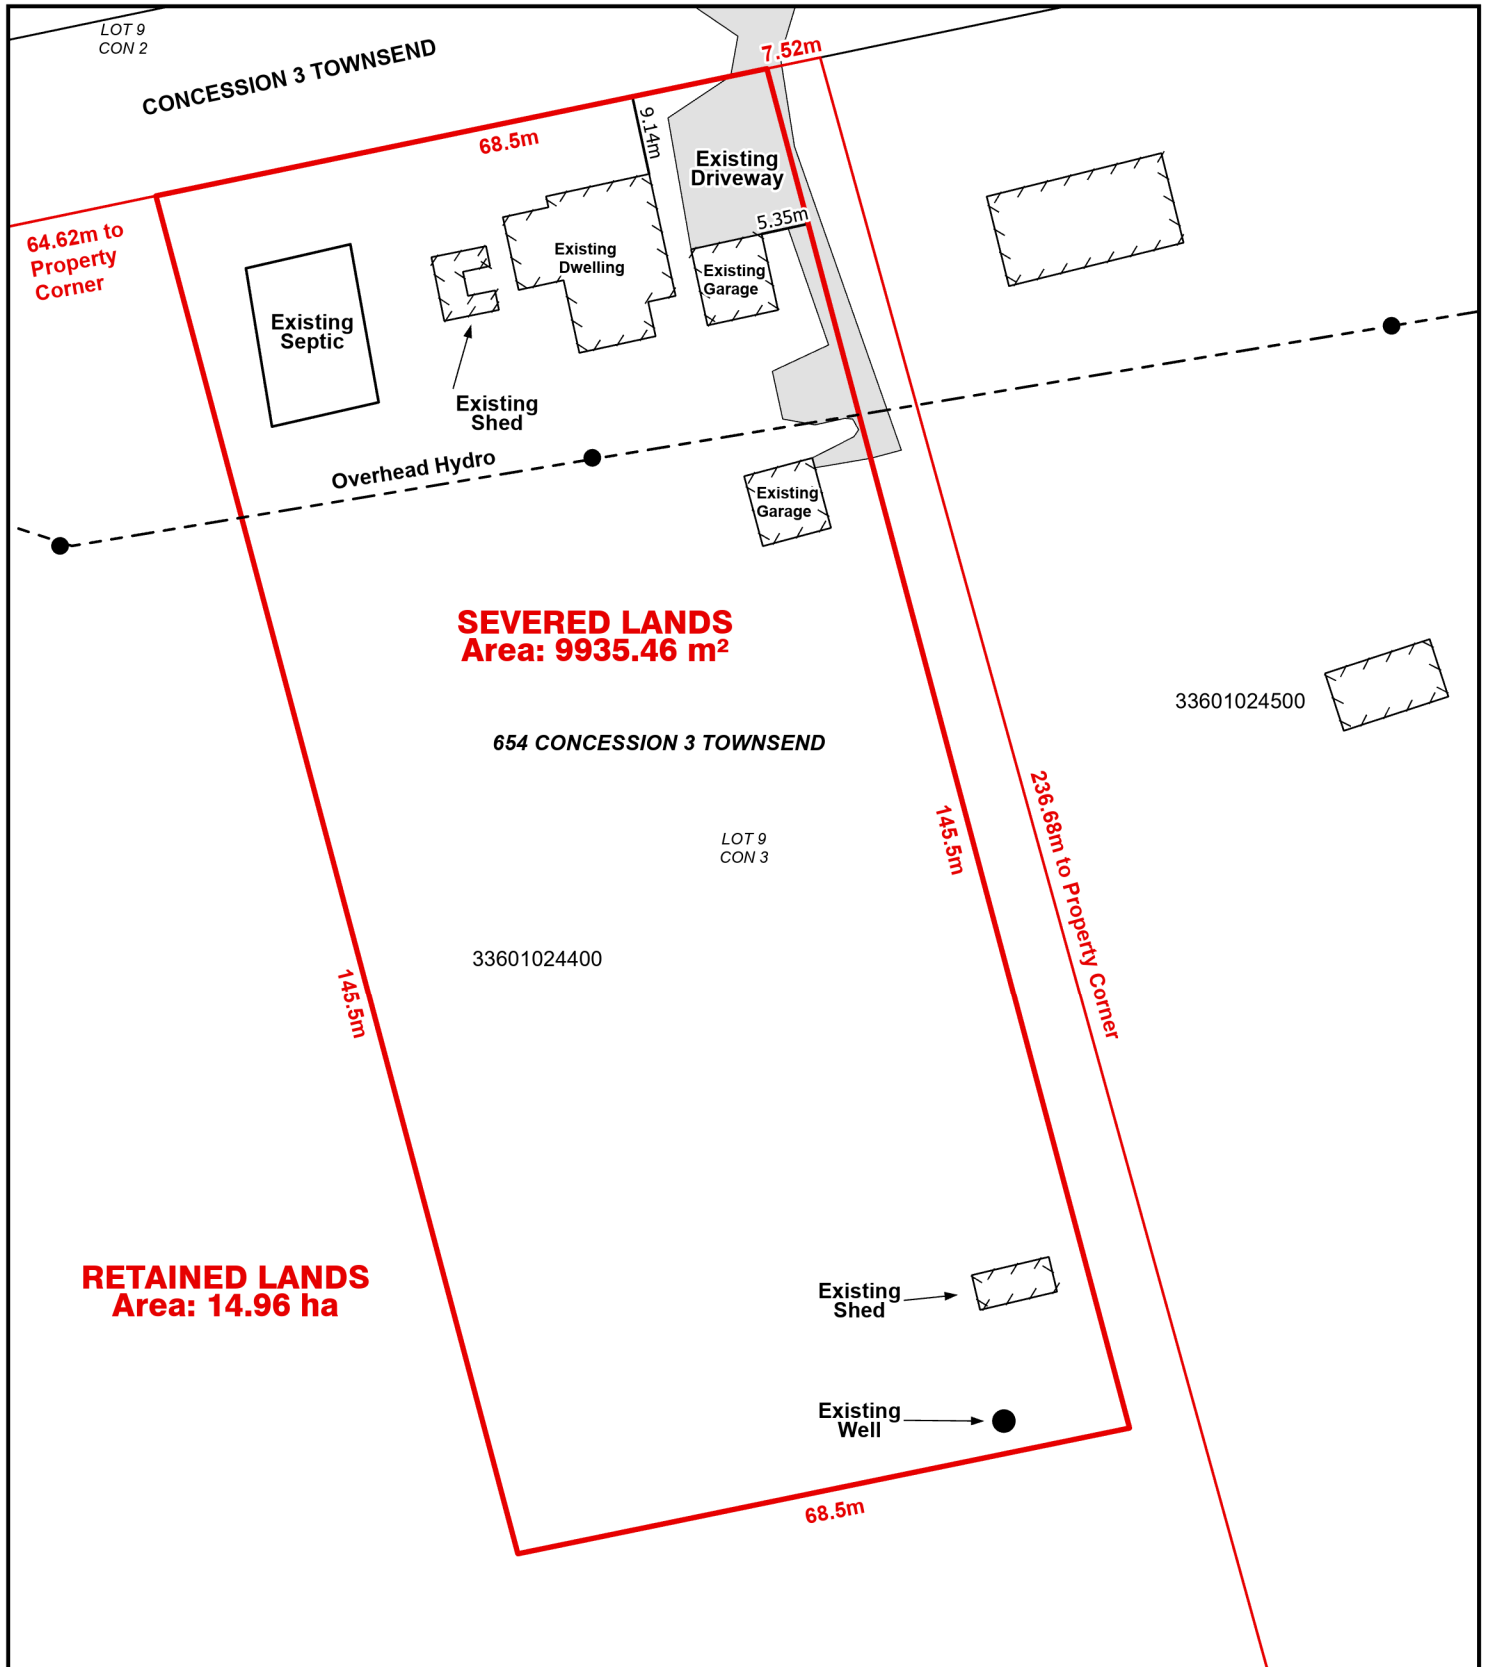 LOT 9
CON 2
CONCESSION 3 TOWNSEND
7.52m
68.5m
9.14m
Existing
Driveway
5.35m
64.62m to
Property
Corner
Existing
Dwelling
Existing
Garage
Existing
Septic
Existing
Shed
Overhead Hydro
Existing
Garage
SEVERED LANDS
Area: 9935.46 m²
33601024500
654 CONCESSION 3 TOWNSEND
LOT 9
CON 3
145.5m
236.68m to Property Corner
33601024400
145.5m
RETAINED LANDS
Area: 14.96 ha
Existing
Shed
Existing
Well
68.5m